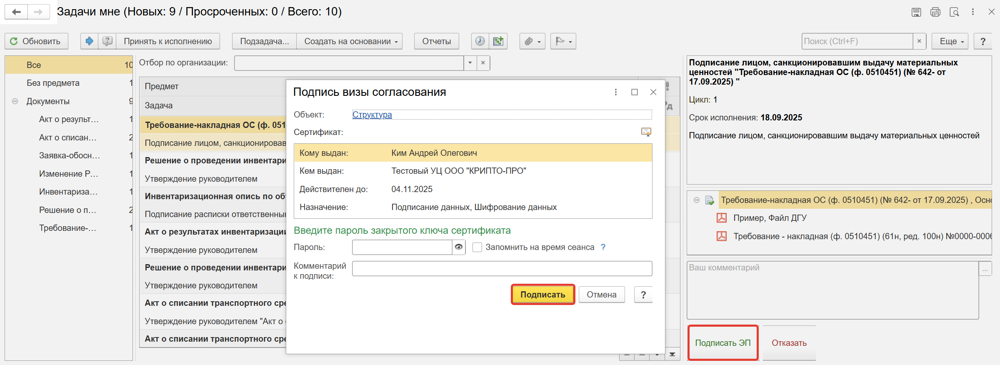 Задачи мне (Новых: 9 / Просроченных: 0 / Всего: 10)
Обновить
Принять к исполнению
Подзадача...
Создать на основании
Отчеты
Поиск (Ctrl+F)
×
Еще
?
Все 10
Без предмета 1
Документы 9
Акт о результ... 1
Акт о списан... 2
Заявка-обосн... 1
Изменение Р... 1
Инвентариза... 1
Решение о п... 2
Требование-... 1
Отбор по организации:
×
Предмет
Задача
Требование-накладная ОС (ф. 051
Подписание лицом, санкционировав
Решение о проведении инвентари
Утверждение руководителем
Инвентаризационная опись по об
Подписание расписки ответственны
Акт о результатах инвентаризации
Утверждение руководителем
Решение о проведении инвентари
Утверждение руководителем
Акт о списании транспортного сре
Утверждение руководителем "Акт о
Акт о списании транспортного сре
Подпись визы согласования
Объект: Структура
Сертификат:
Кому выдан: Ким Андрей Олегович
Кем выдан: Тестовый УЦ ООО "КРИПТО-ПРО"
Действителен до: 04.11.2025
Назначение: Подписание данных, Шифрование данных
Введите пароль закрытого ключа сертификата
Пароль:
Запомнить на время сеанса ?
Комментарий
к подписи:
Подписать
Отмена
?
Подписание лицом, санкционировавшим выдачу материальных
ценностей "Требование-накладная ОС (ф. 0510451) (№ 642- от
17.09.2025) "
Цикл: 1
Срок исполнения: 18.09.2025
Подписание лицом, санкционировавшим выдачу материальных ценностей
Требование-накладная ОС (ф. 0510451) (№ 642- от 17.09.2025) , Осно
Пример, Файл ДГУ
Требование - накладная (ф. 0510451) (61н, ред. 100н) №0000-0006
Ваш комментарий
...
Подписать ЭП
Отказать